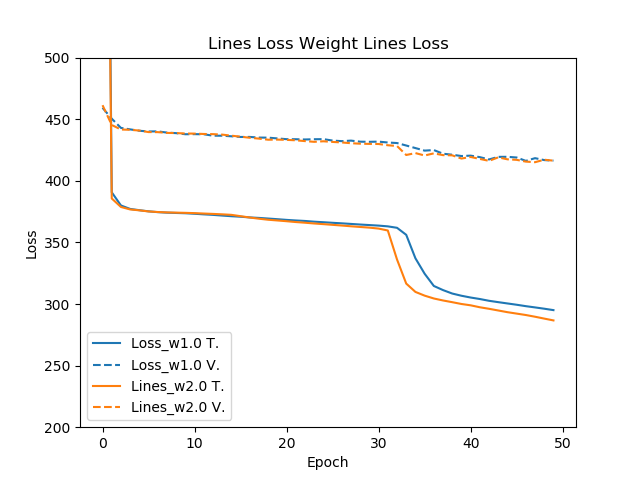 Lines Loss Weight Lines Loss
500
450
400
350
300
250
200
Loss
Loss_w1.0 T.
Loss_w1.0 V.
Lines_w2.0 T.
Lines_w2.0 V.
0 10 20 30 40 50
Epoch